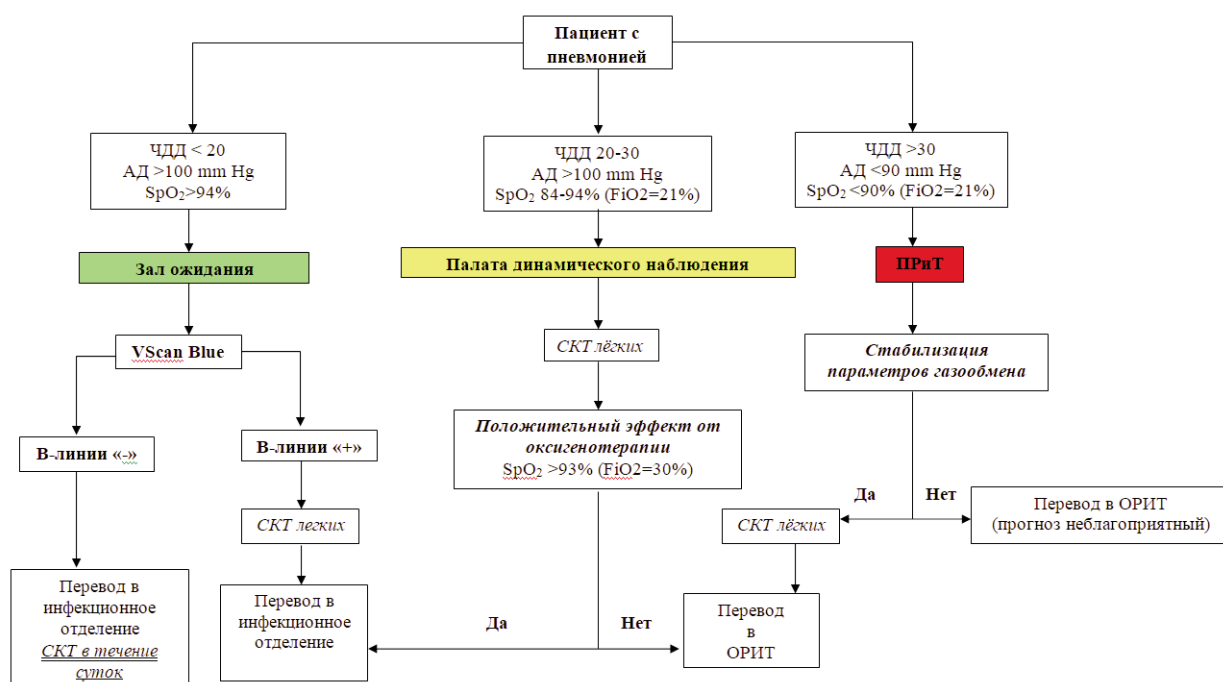 Пациент с
пневмонией
ЧДД < 20
АД >100 mm Hg
SpO₂>94%
ЧДД 20-30
АД >100 mm Hg
SpO₂ 84-94% (FiO2=21%)
ЧДД >30
АД <90 mm Hg
SpO₂ <90% (FiO2=21%)
Зал ожидания
Палата динамического наблюдения
ПРиТ
VScan Blue
СКТ лёгких
Стабилизация
параметров газообмена
В-линии «-»
В-линии «+»
Положительный эффект от
оксигенотерапии
SpO₂ >93% (FiO2=30%)
СКТ легких
Да
Нет
СКТ лёгких
Перевод в ОРИТ
(прогноз неблагоприятный)
Перевод в
инфекционное
отделение
СКТ в течение
суток
Перевод в
инфекционное
отделение
Да
Нет
Перевод
в
ОРИТ